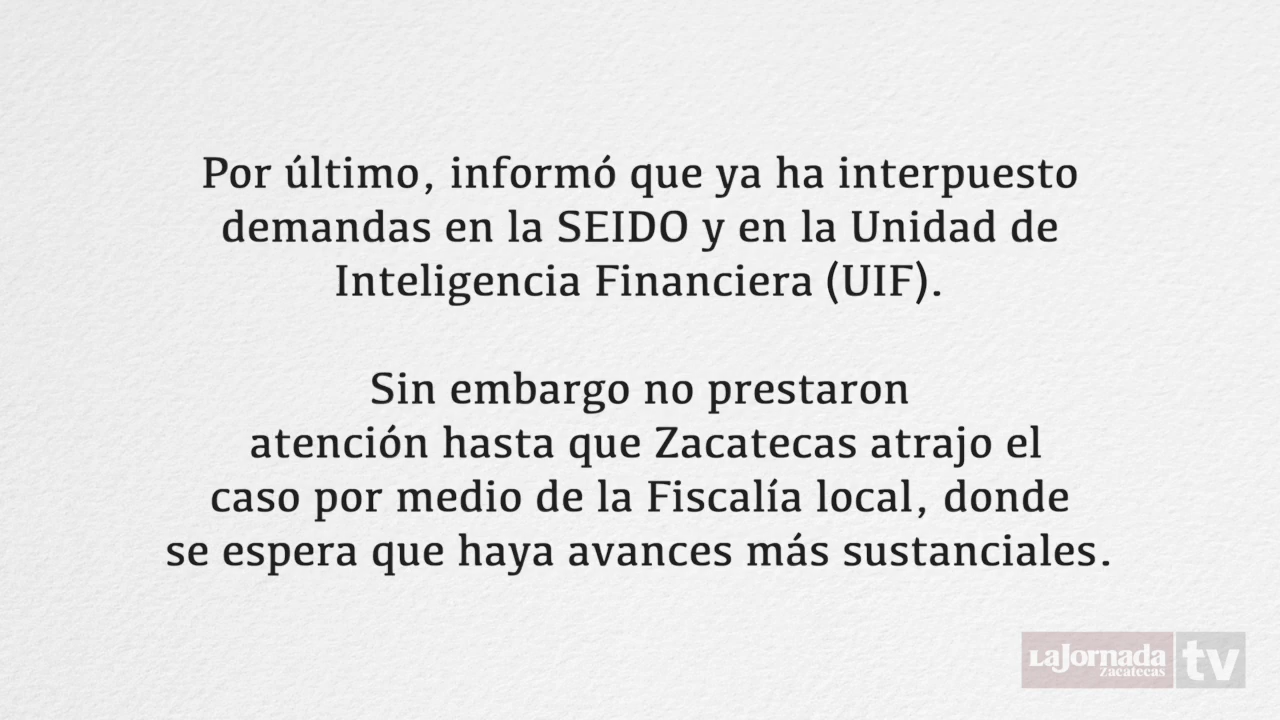 Por último, informó que ya ha interpuesto
demandas en la SEIDO y en la Unidad de
Inteligencia Financiera (UIF).
Sin embargo no prestaron
atención hasta que Zacatecas atrajo el
caso por medio de la Fiscalía local, donde
se espera que haya avances más sustanciales.
La Jornada tv
Zacatecas